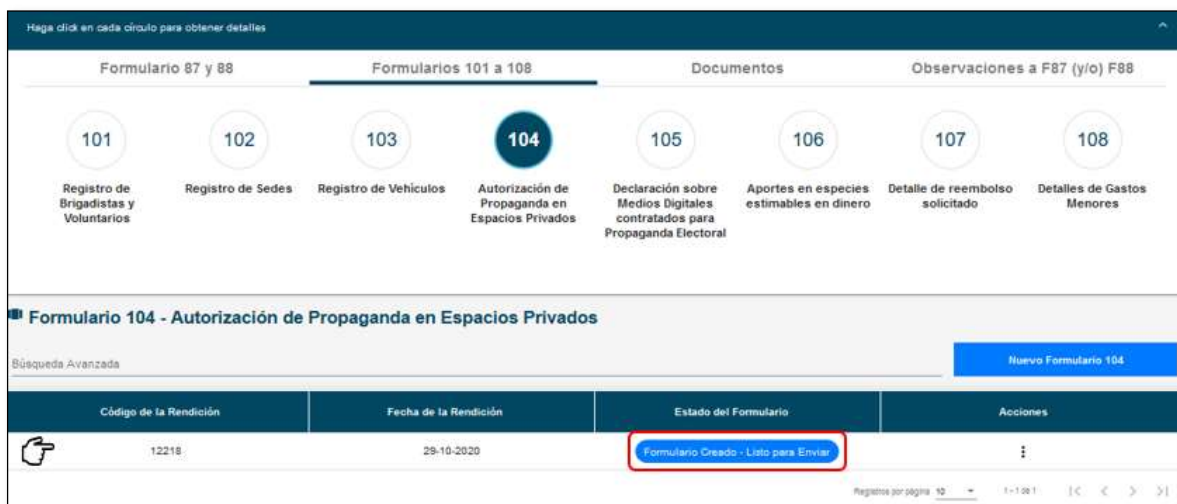 Haga click en cada círculo para obtener detalles
Formulario 87 y 88
Formularios 101 a 108
Documentos
Observaciones a F87 (y/o) F88
101
102
103
104
105
106
107
108
Registro de
Brigadistas y
Voluntarios
Registro de Sedes
Registro de Vehículos
Autorización de
Propaganda en
Espacios Privados
Declaración sobre
Medios Digitales
contratados para
Propaganda Electoral
Aportes en especies
estimables en dinero
Detalle de reembolso
solicitado
Detalles de Gastos
Menores
Formulario 104 - Autorización de Propaganda en Espacios Privados
Búsqueda Avanzada
Nuevo Formulario 104
Código de la Rendición
Fecha de la Rendición
Estado del Formulario
Acciones
12218
29-10-2020
Formulario Creado - Listo para Enviar
Registros por página 10
1-1 de 1